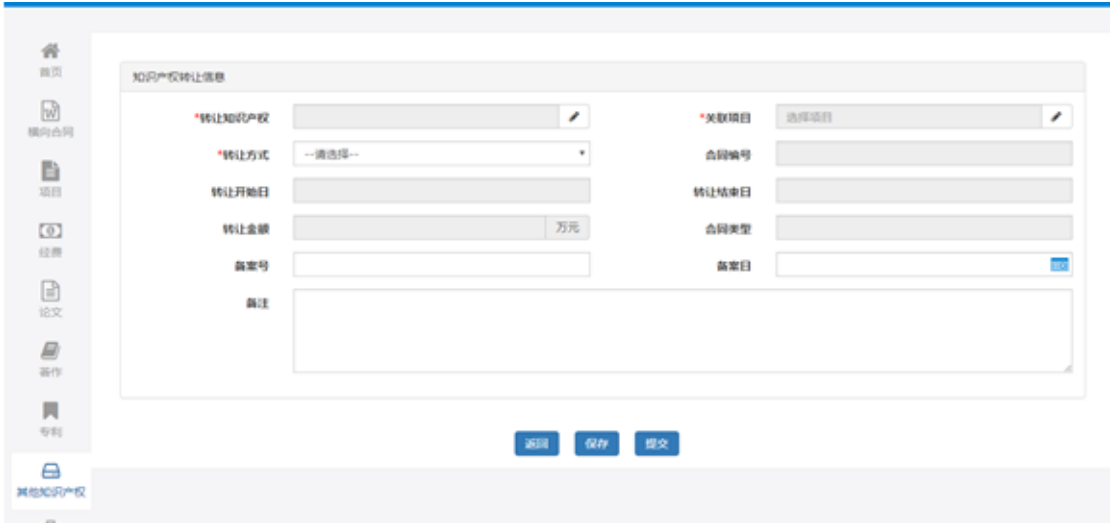 首页
横向合同
项目
经费
论文
著作
专利
其他知识产权
知识产权转让信息
*转让知识产权
*关联项目 选择项目
*转让方式 --请选择--
合同编号
转让开始日
转让结束日
转让金额 万元
合同类型
备案号
备案日
备注
返回 保存 提交